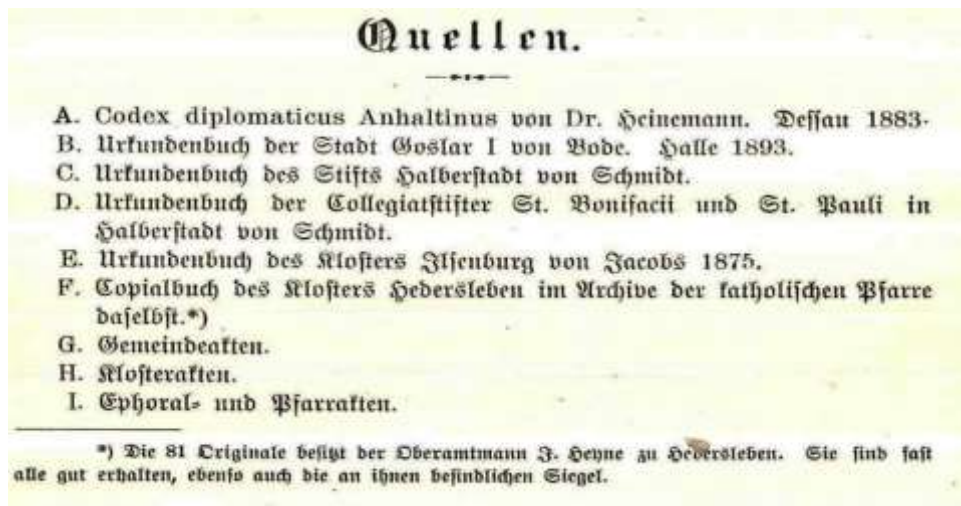 Quellen.
A. Codex diplomaticus Anhaltinus von Dr. Heinemann. Dessau 1883.
B. Urkundenbuch der Stadt Goslar I von Bode. Halle 1893.
C. Urkundenbuch des Stifts Halberstadt von Schmidt.
D. Urkundenbuch der Collegiatstifter St. Bonifacii und St. Pauli in
Halberstadt von Schmidt.
E. Urkundenbuch des Klosters Ilsenburg von Jacobs 1875.
F. Copialbuch des Klosters Hedersleben im Archive der katholischen Pfarre
daselbst.*)
G. Gemeindeakten.
H. Klosterakten.
I. Ephoral- und Pfarrakten.
*) Die 81 Originale besitzt der Oberamtmann J. Heyne zu Hedersleben. Sie sind fast
alle gut erhalten, ebenso auch die an ihnen befindlichen Siegel.